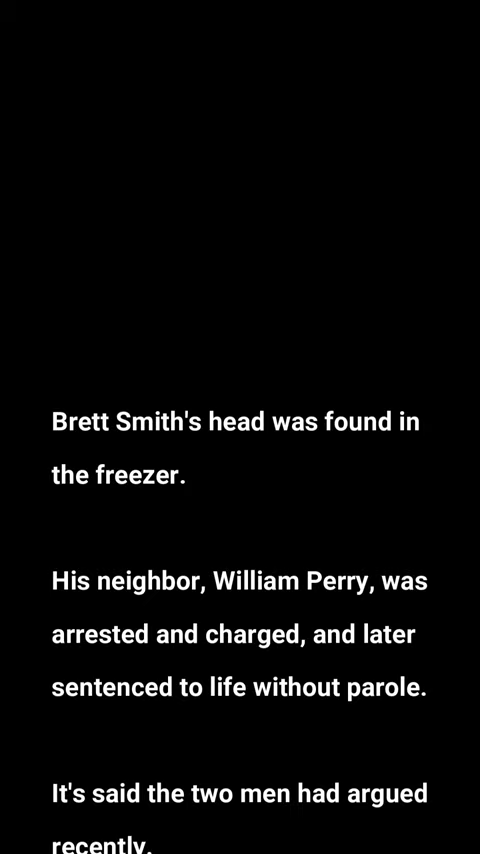 Brett Smith's head was found in
the freezer.
His neighbor, William Perry, was
arrested and charged, and later
sentenced to life without parole.
It's said the two men had argued
recently.